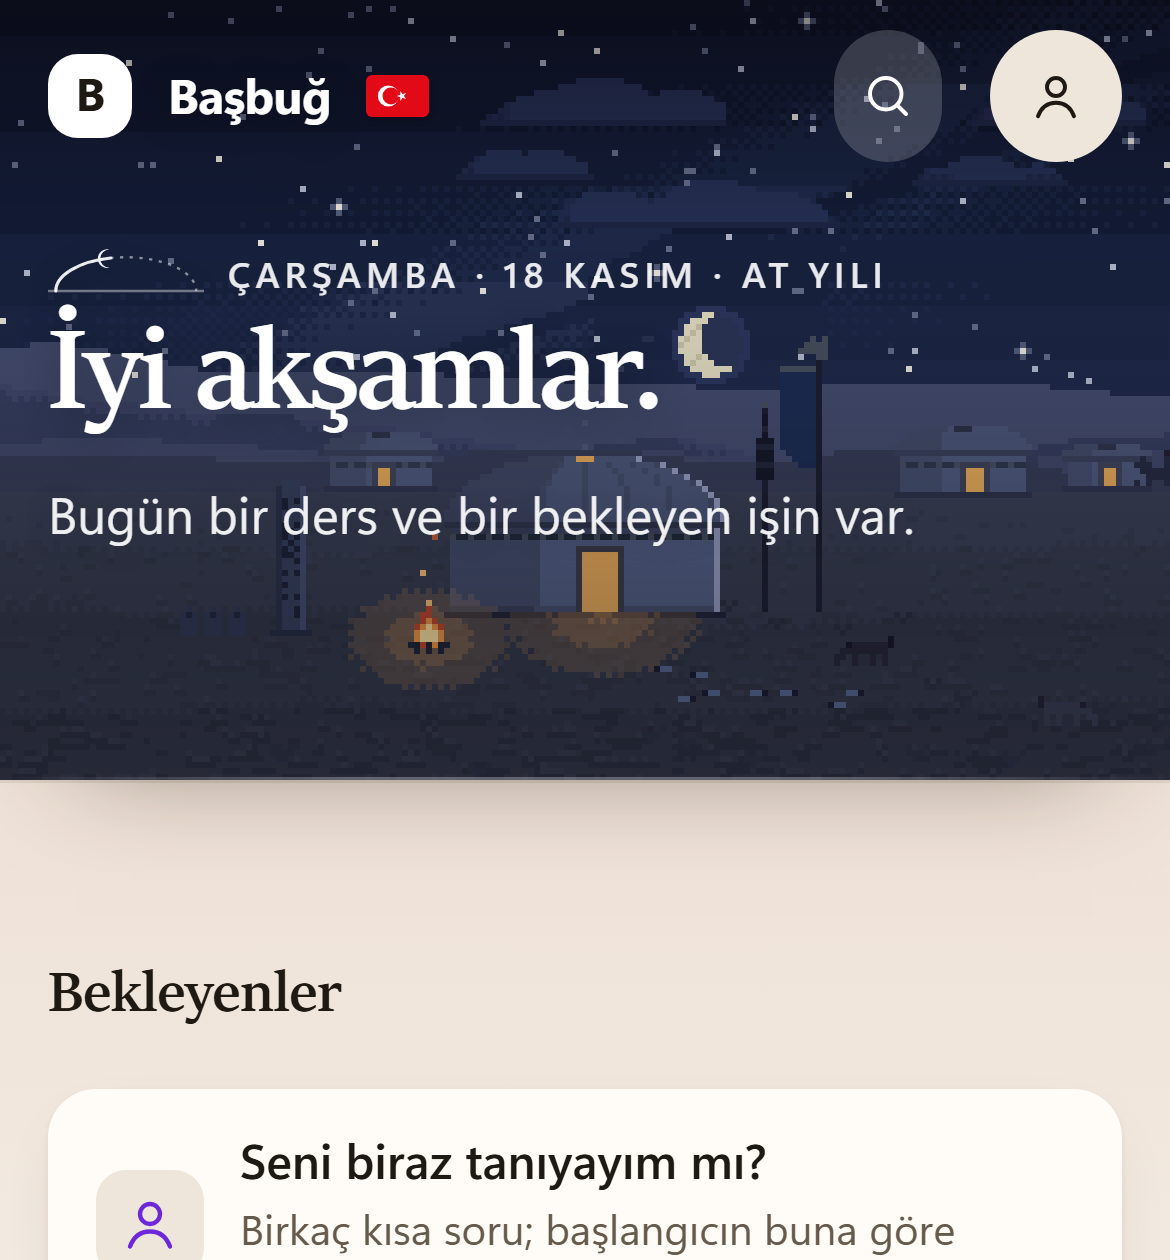 B
Başbuğ
ÇARŞAMBA · 18 KASIM · AT YILI
İyi akşamlar.
Bugün bir ders ve bir bekleyen işin var.
Bekleyenler
Seni biraz tanıyayım mı?
Birkaç kısa soru; başlangıcın buna göre